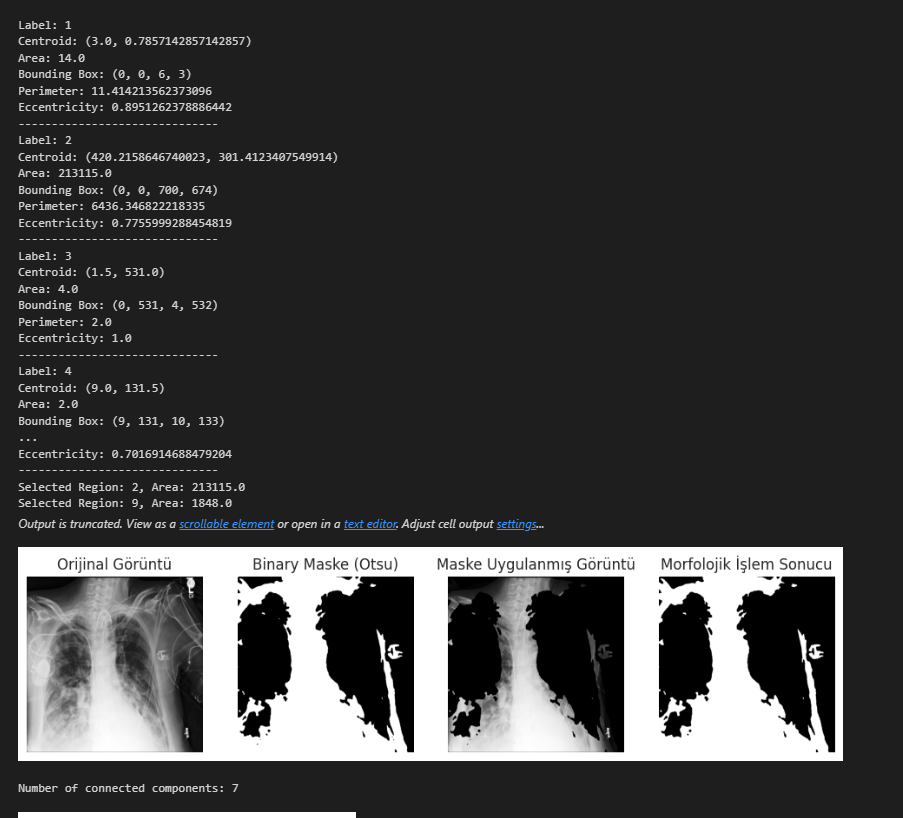 Label: 1
Centroid: (3.0, 0.7857142857142857)
Area: 14.0
Bounding Box: (0, 0, 6, 3)
Perimeter: 11.414213562373096
Eccentricity: 0.8951262378886442
------------------------------
Label: 2
Centroid: (420.2158646740023, 301.4123407549914)
Area: 213115.0
Bounding Box: (0, 0, 700, 674)
Perimeter: 6436.346822218335
Eccentricity: 0.7755999288454819
------------------------------
Label: 3
Centroid: (1.5, 531.0)
Area: 4.0
Bounding Box: (0, 531, 4, 532)
Perimeter: 2.0
Eccentricity: 1.0
------------------------------
Label: 4
Centroid: (9.0, 131.5)
Area: 2.0
Bounding Box: (9, 131, 10, 133)
...
Eccentricity: 0.7016914688479204
------------------------------
Selected Region: 2, Area: 213115.0
Selected Region: 9, Area: 1848.0
Output is truncated. View as a scrollable element or open in a text editor. Adjust cell output settings...
Orijinal Görüntü
Binary Maske (Otsu)
Maske Uygulanmış Görüntü
Morfolojik İşlem Sonucu
Number of connected components: 7